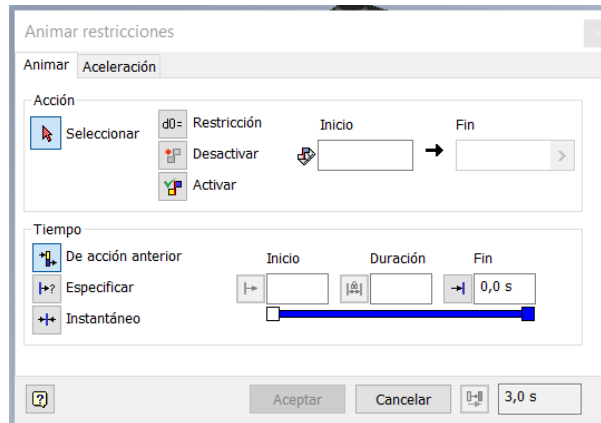 Animar restricciones
Animar Aceleración
Acción
Seleccionar
d0= Restricción
Desactivar
Activar
Inicio Fin
Tiempo
De acción anterior
Especificar
Instantáneo
Inicio Duración Fin
0,0 s
Aceptar Cancelar 3,0 s